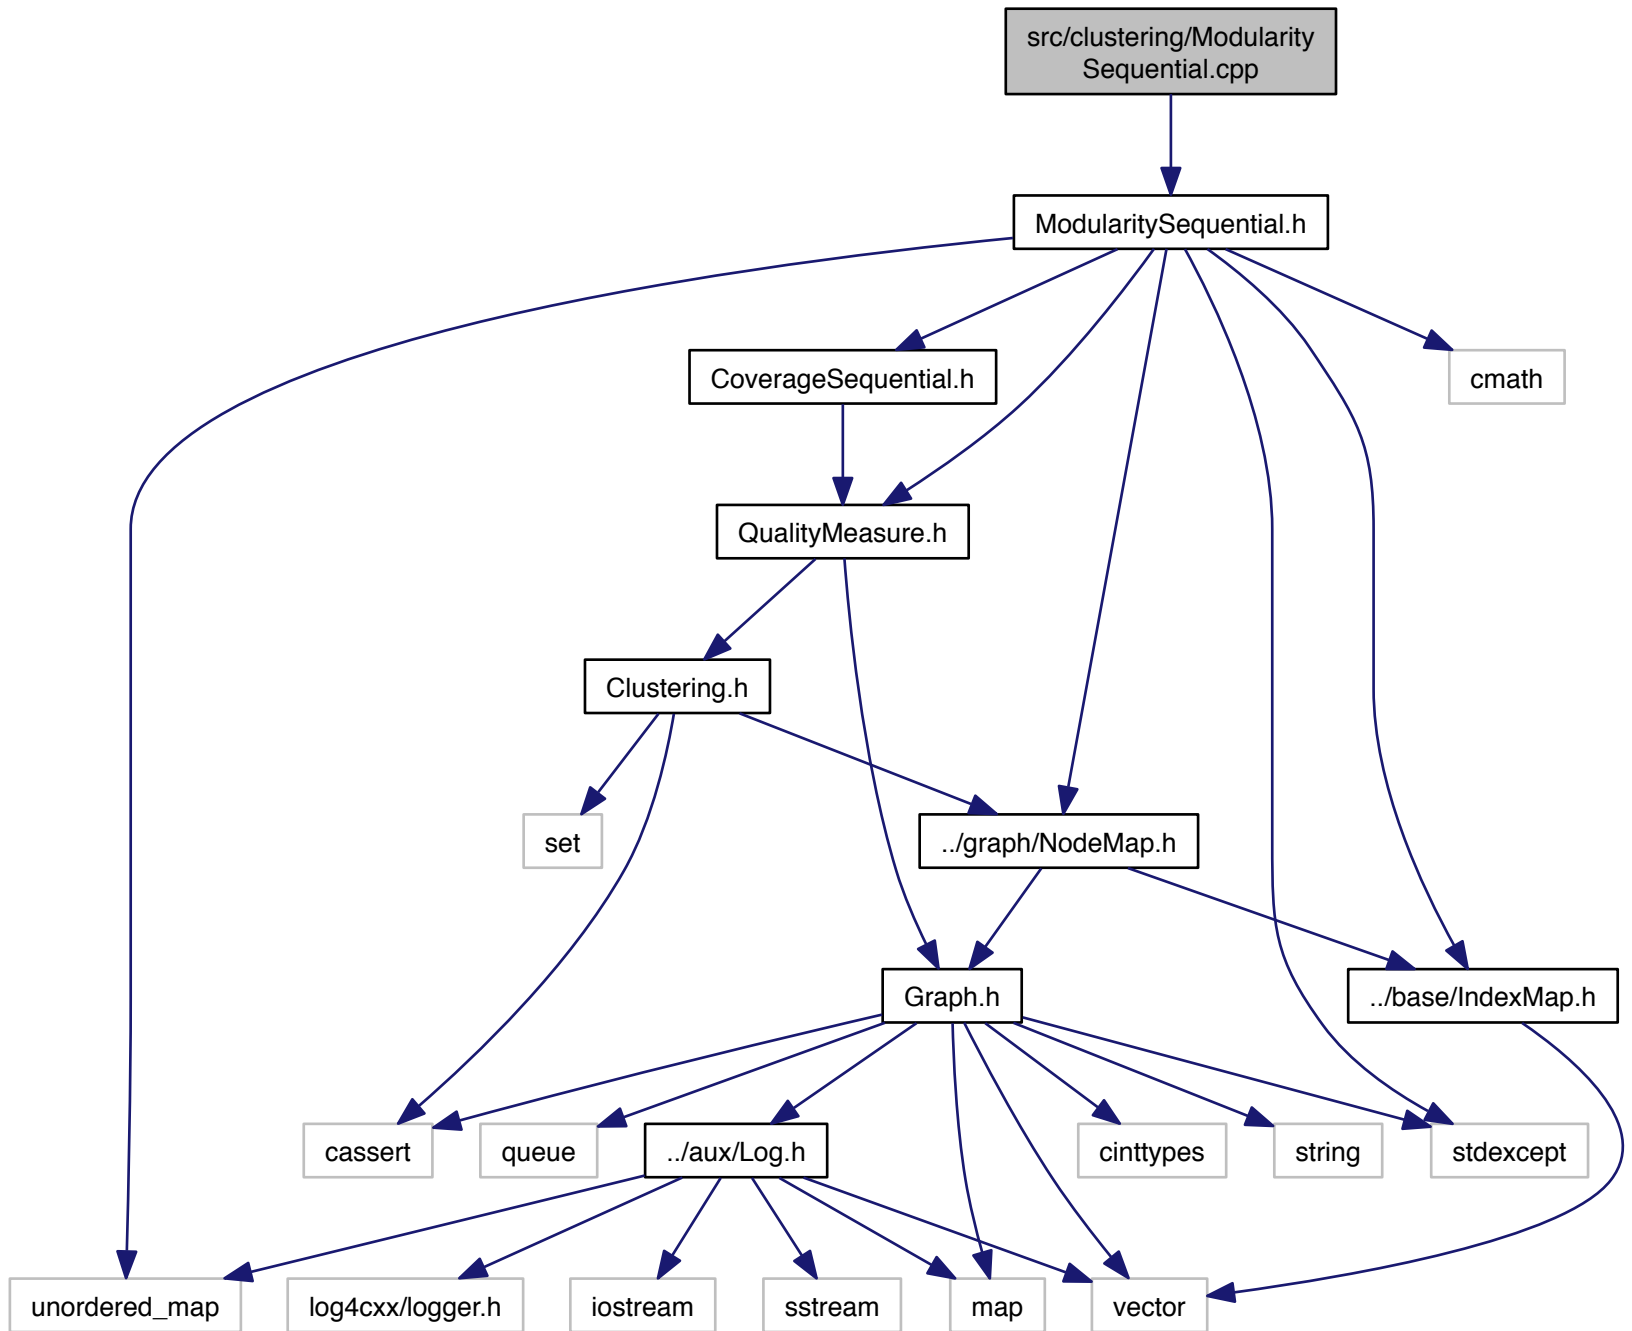 src/clustering/Modularity
Sequential.cpp
ModularitySequential.h
CoverageSequential.h
cmath
QualityMeasure.h
Clustering.h
set
../graph/NodeMap.h
Graph.h
../base/IndexMap.h
cassert
queue
../aux/Log.h
cinttypes
string
stdexcept
unordered_map
log4cxx/logger.h
iostream
sstream
map
vector